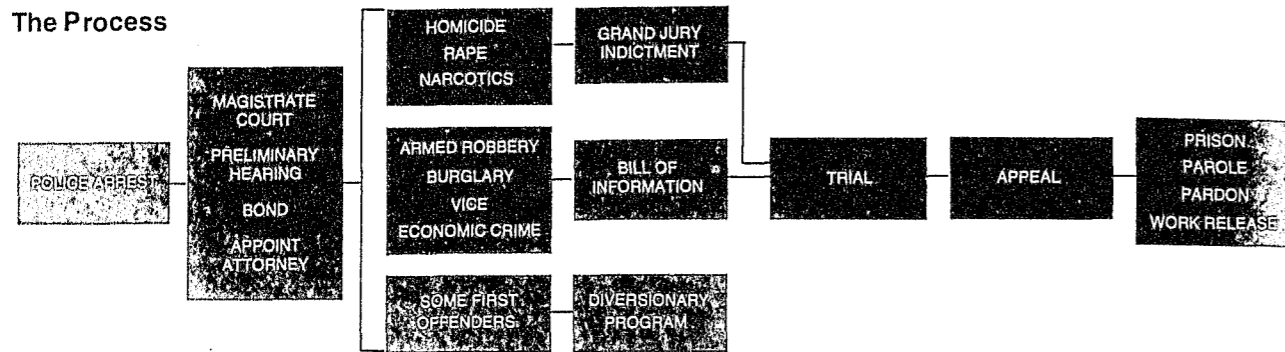 The Process
POLICE ARREST
MAGISTRATE
COURT
PRELIMINARY
HEARING
BOND
APPOINT
ATTORNEY
HOMICIDE
RAPE
NARCOTICS
GRAND JURY
INDICTMENT
ARMED ROBBERY
BURGLARY
VICE
ECONOMIC CRIME
BILL OF
INFORMATION
SOME FIRST
OFFENDERS
DIVERSIONARY
PROGRAM
TRIAL
APPEAL
PRISON
PAROLE
PARDON
WORK RELEASE